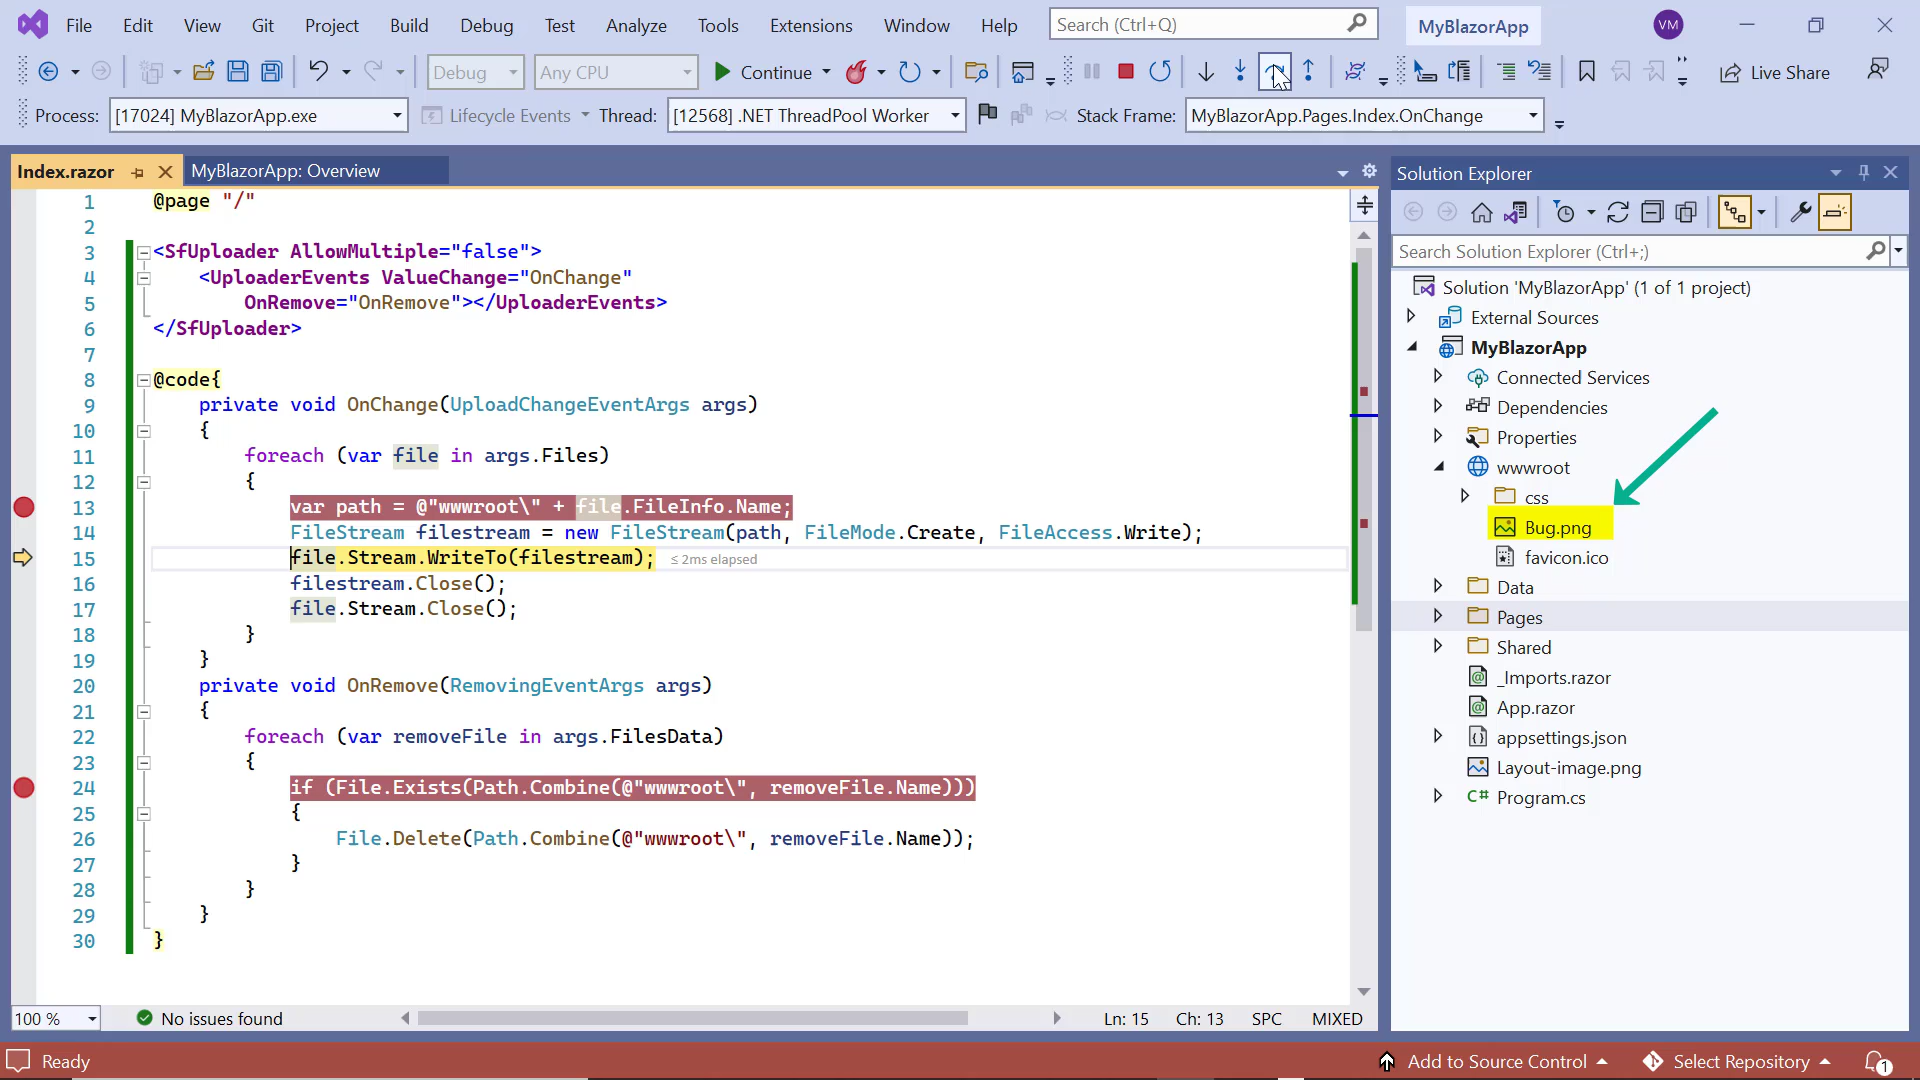 File Edit View Git Project Build Debug Test Analyze Tools Extensions Window Help Search (Ctrl+Q) MyBlazorApp VM
Debug Any CPU Continue Live Share
Process: [17024] MyBlazorApp.exe Lifecycle Events Thread: [12568] .NET ThreadPool Worker Stack Frame: MyBlazorApp.Pages.Index.OnChange
Index.razor MyBlazorApp: Overview
1 @page "/"
2
3 <SfUploader AllowMultiple="false">
4 <UploaderEvents ValueChange="OnChange"
5 OnRemove="OnRemove"></UploaderEvents>
6 </SfUploader>
7
8 @code{
9 private void OnChange(UploadChangeEventArgs args)
10 {
11 foreach (var file in args.Files)
12 {
13 var path = @"wwwroot\" + file.FileInfo.Name;
14 FileStream filestream = new FileStream(path, FileMode.Create, FileAccess.Write);
15 file.Stream.WriteTo(filestream); ≤ 2ms elapsed
16 filestream.Close();
17 file.Stream.Close();
18 }
19 }
20 private void OnRemove(RemovingEventArgs args)
21 {
22 foreach (var removeFile in args.FilesData)
23 {
24 if (File.Exists(Path.Combine(@"wwwroot\", removeFile.Name)))
25 {
26 File.Delete(Path.Combine(@"wwwroot\", removeFile.Name));
27 }
28 }
29 }
30 }
100 % No issues found Ln: 15 Ch: 13 SPC MIXED
Solution Explorer
Search Solution Explorer (Ctrl+;)
Solution 'MyBlazorApp' (1 of 1 project)
External Sources
MyBlazorApp
Connected Services
Dependencies
Properties
wwwroot
css
Bug.png
favicon.ico
Data
Pages
Shared
_Imports.razor
App.razor
appsettings.json
Layout-image.png
C# Program.cs
Ready Add to Source Control Select Repository 1